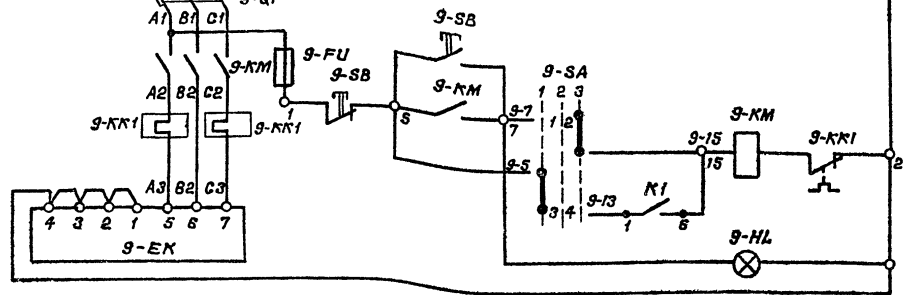 9-QF
A1 B1 C1
9-SB
9-KM
9-FU
9-SB
9-SA
1 2 3
A2 B2 C2
9-KM
9-7
9-KM
1
5
7
1 2
9-15
9-KK1
9-KK1
9-KK1
15
2
9-5
A3 B2 C3
3 4
9-13
K1
1
6
4 3 2 1 5 6 7
9-EK
9-HL